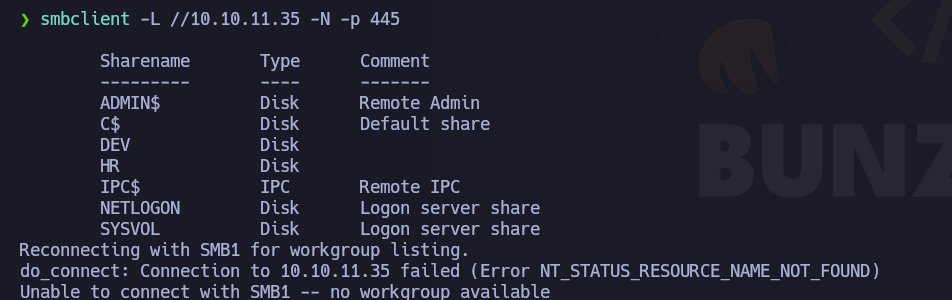 ❯ smbclient -L //10.10.11.35 -N -p 445
Sharename Type Comment
--------- ---- -------
ADMIN$ Disk Remote Admin
C$ Disk Default share
DEV Disk
HR Disk
IPC$ IPC Remote IPC
NETLOGON Disk Logon server share
SYSVOL Disk Logon server share
Reconnecting with SMB1 for workgroup listing.
do_connect: Connection to 10.10.11.35 failed (Error NT_STATUS_RESOURCE_NAME_NOT_FOUND)
Unable to connect with SMB1 -- no workgroup available